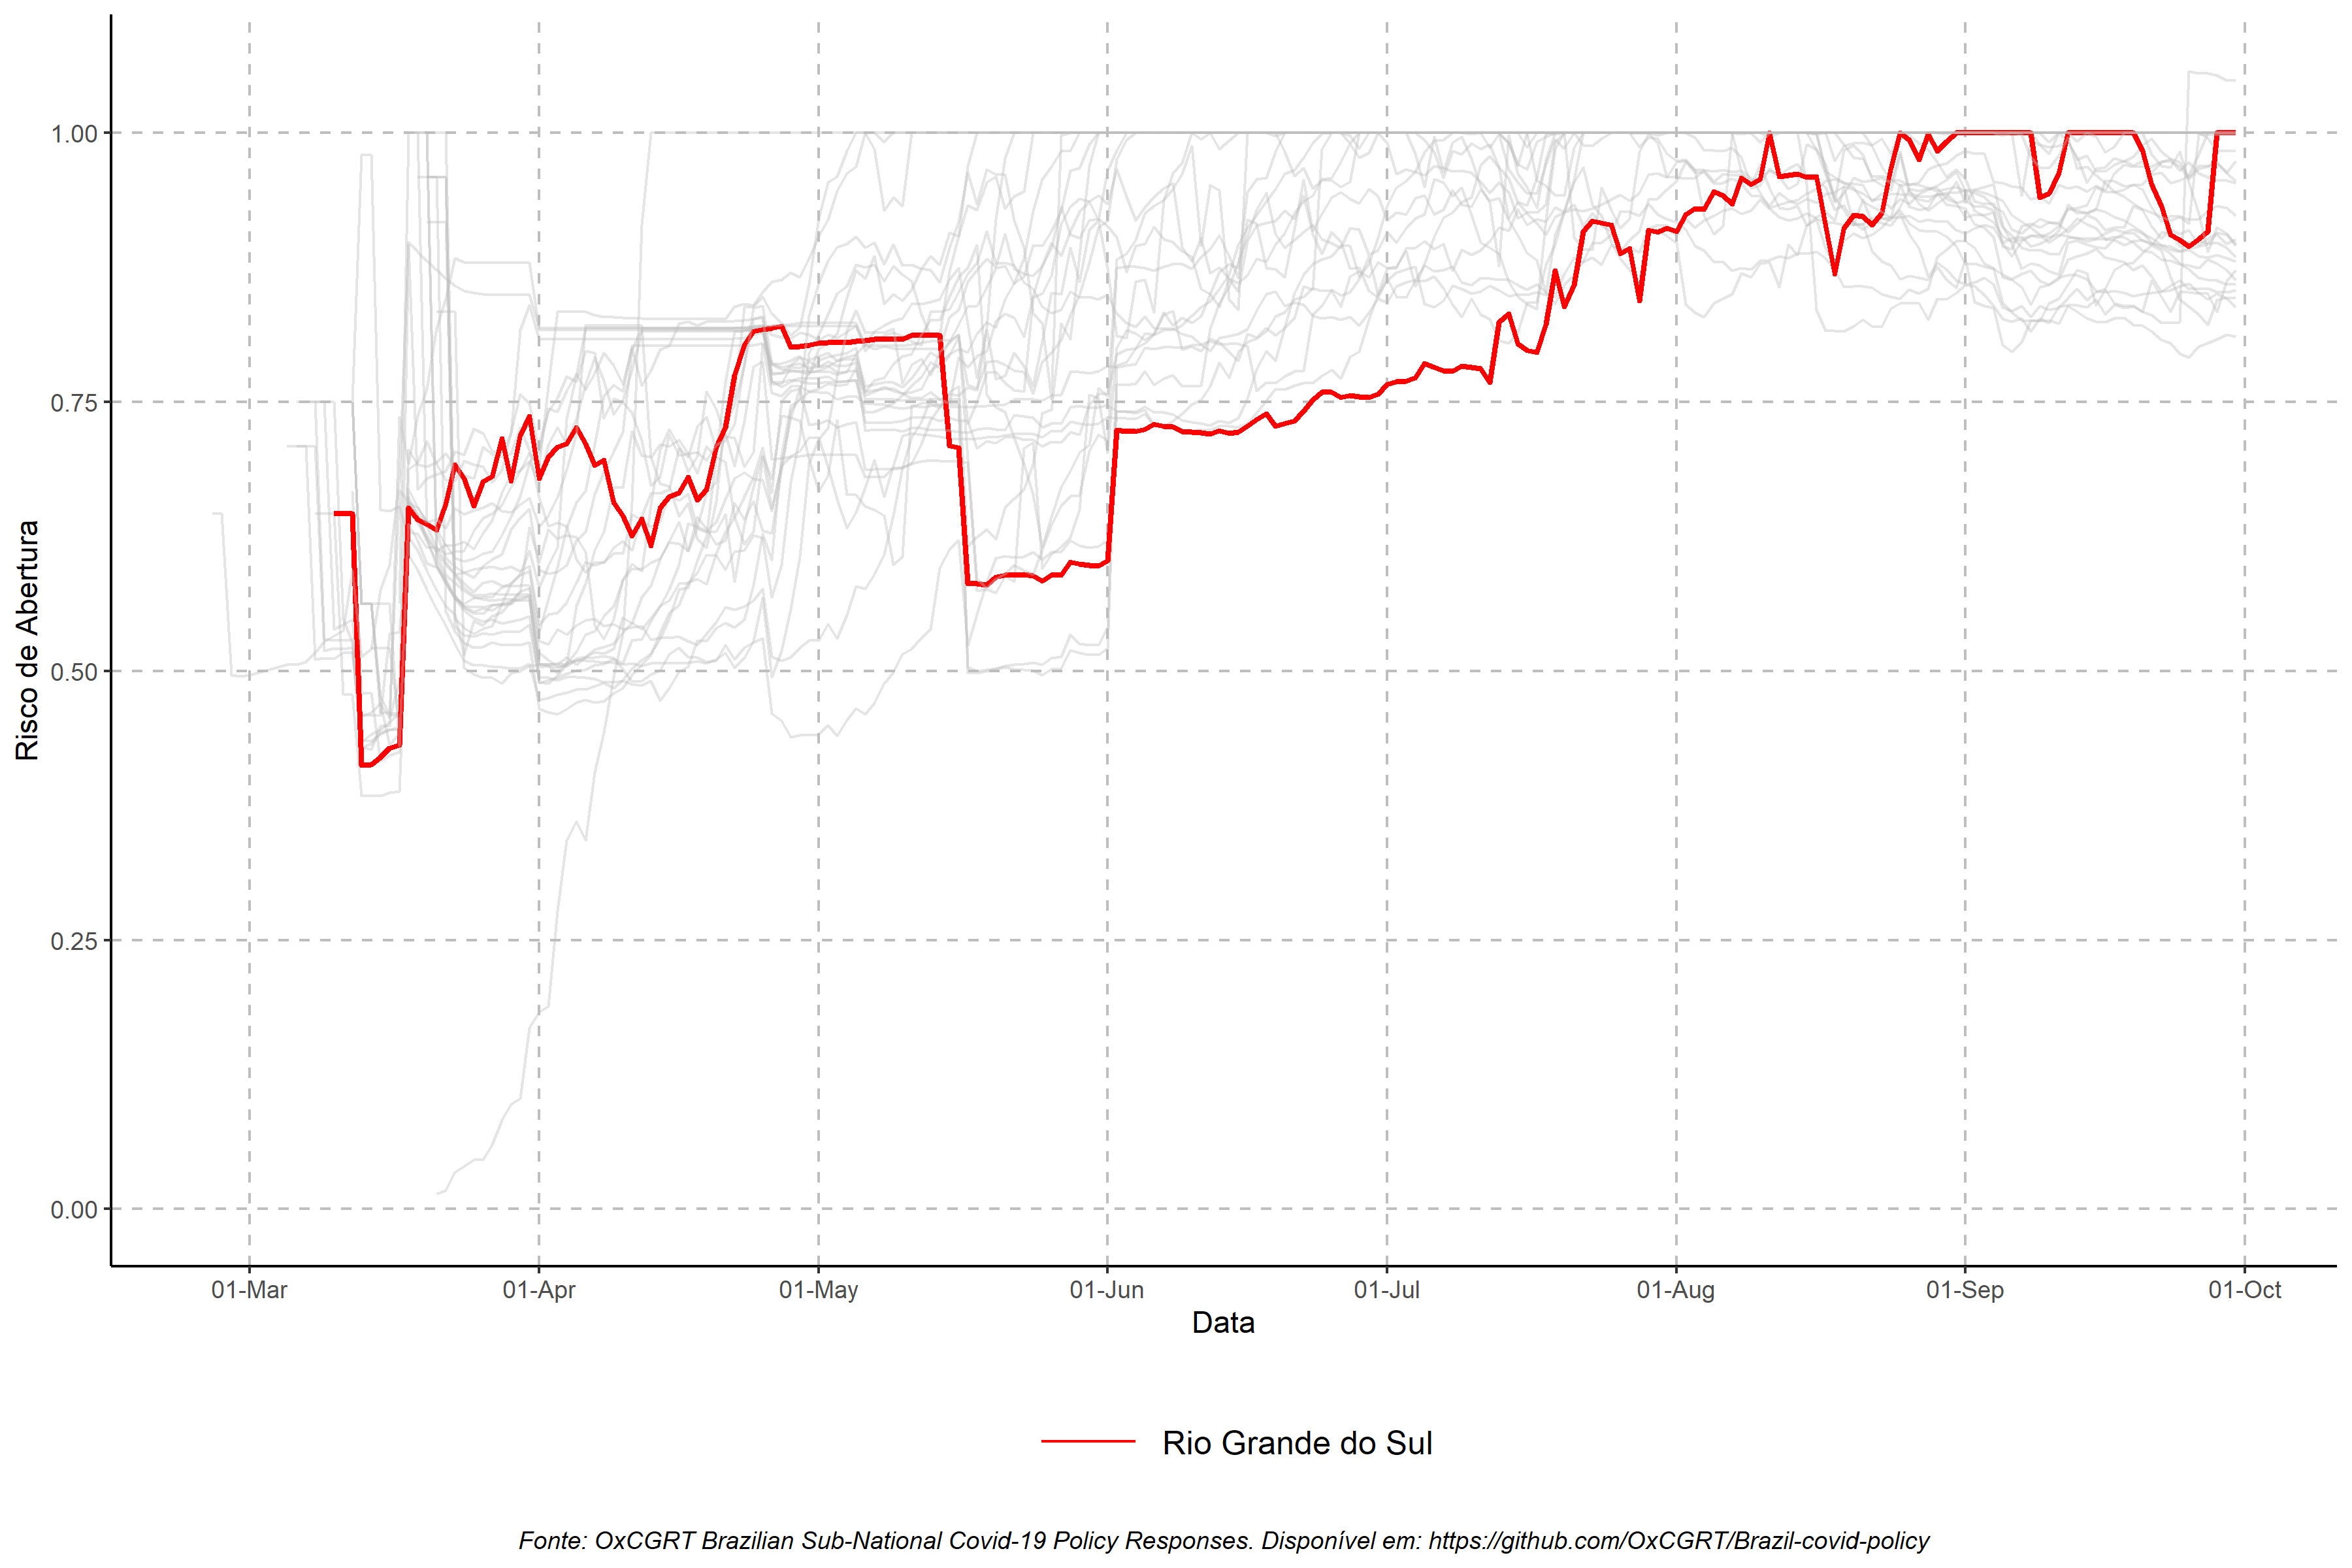 1.00
0.75
0.50
0.25
0.00
Risco de Abertura
01-Mar 01-Apr 01-May 01-Jun 01-Jul 01-Aug 01-Sep 01-Oct
Data
Rio Grande do Sul
Fonte: OxCGRT Brazilian Sub-National Covid-19 Policy Responses. Disponível em: https://github.com/OxCGRT/Brazil-covid-policy